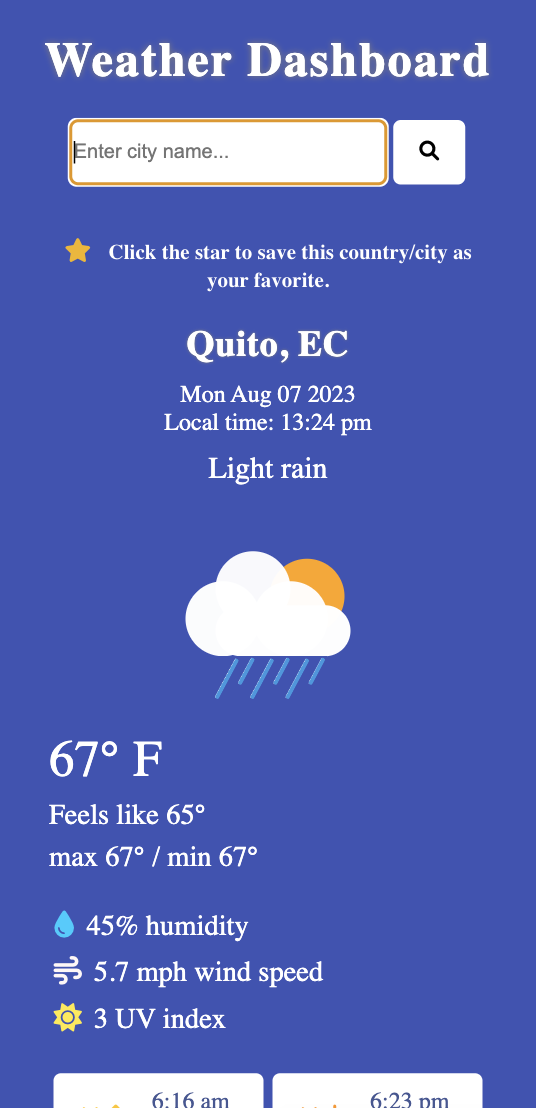 Weather Dashboard
Enter city name...
Click the star to save this country/city as
your favorite.
Quito, EC
Mon Aug 07 2023
Local time: 13:24 pm
Light rain
67° F
Feels like 65°
max 67° / min 67°
45% humidity
5.7 mph wind speed
3 UV index
6:16 am 6:23 pm